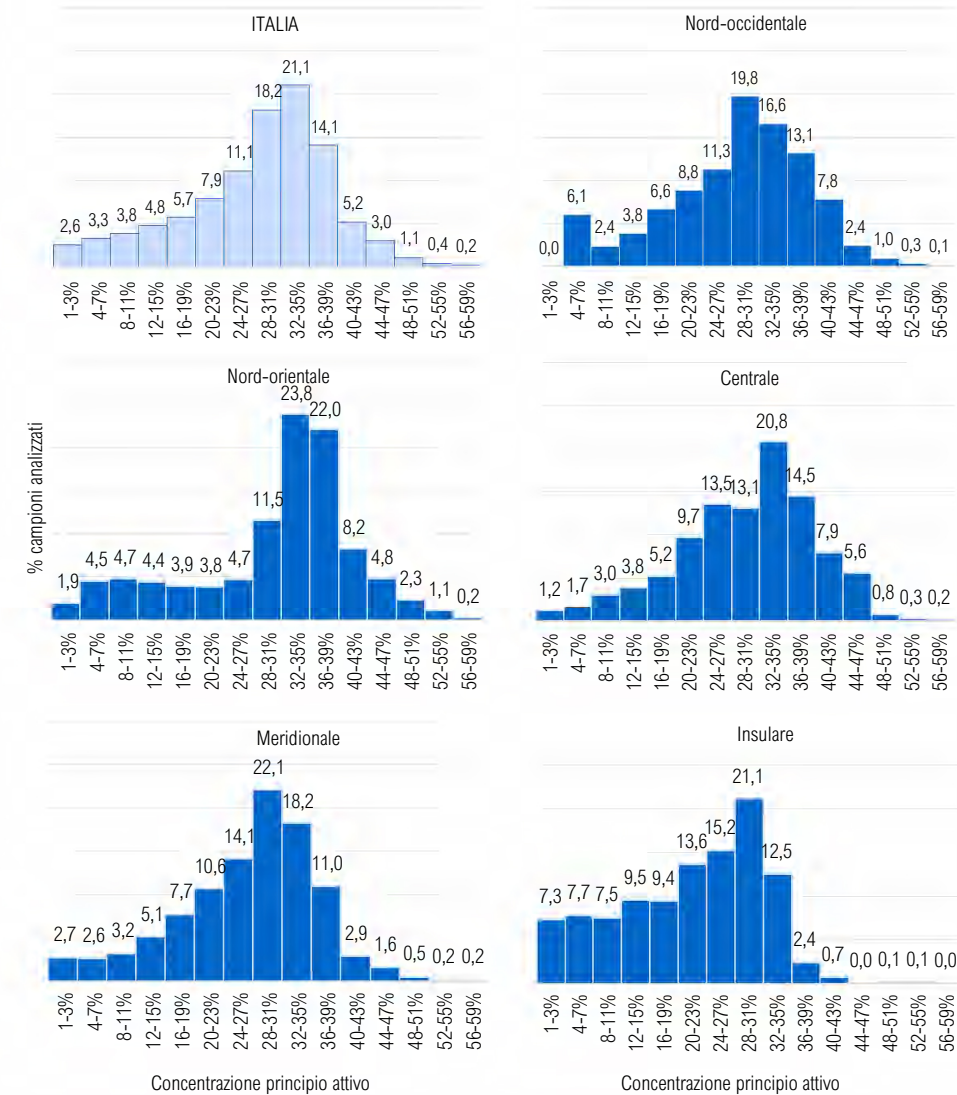 ITALIA
2,6 3,3 3,8 4,8 5,7 7,9 11,1 18,2 21,1 14,1 5,2 3,0 1,1 0,4 0,2
1-3% 4-7% 8-11% 12-15% 16-19% 20-23% 24-27% 28-31% 32-35% 36-39% 40-43% 44-47% 48-51% 52-55% 56-59%
Nord-occidentale
0,0 6,1 2,4 3,8 6,6 8,8 11,3 19,8 16,6 13,1 7,8 2,4 1,0 0,3 0,1
1-3% 4-7% 8-11% 12-15% 16-19% 20-23% 24-27% 28-31% 32-35% 36-39% 40-43% 44-47% 48-51% 52-55% 56-59%
% campioni analizzati
Nord-orientale
1,9 4,5 4,7 4,4 3,9 3,8 4,7 11,5 23,8 22,0 8,2 4,8 2,3 1,1 0,2
1-3% 4-7% 8-11% 12-15% 16-19% 20-23% 24-27% 28-31% 32-35% 36-39% 40-43% 44-47% 48-51% 52-55% 56-59%
Centrale
1,2 1,7 3,0 3,8 5,2 9,7 13,5 13,1 20,8 14,5 7,9 5,6 0,8 0,3 0,2
1-3% 4-7% 8-11% 12-15% 16-19% 20-23% 24-27% 28-31% 32-35% 36-39% 40-43% 44-47% 48-51% 52-55% 56-59%
Meridionale
2,7 2,6 3,2 5,1 7,7 10,6 14,1 22,1 18,2 11,0 2,9 1,6 0,5 0,2 0,2
1-3% 4-7% 8-11% 12-15% 16-19% 20-23% 24-27% 28-31% 32-35% 36-39% 40-43% 44-47% 48-51% 52-55% 56-59%
Concentrazione principio attivo
Insulare
7,3 7,7 7,5 9,5 9,4 13,6 15,2 21,1 12,5 2,4 0,7 0,0 0,1 0,1 0,0
1-3% 4-7% 8-11% 12-15% 16-19% 20-23% 24-27% 28-31% 32-35% 36-39% 40-43% 44-47% 48-51% 52-55% 56-59%
Concentrazione principio attivo